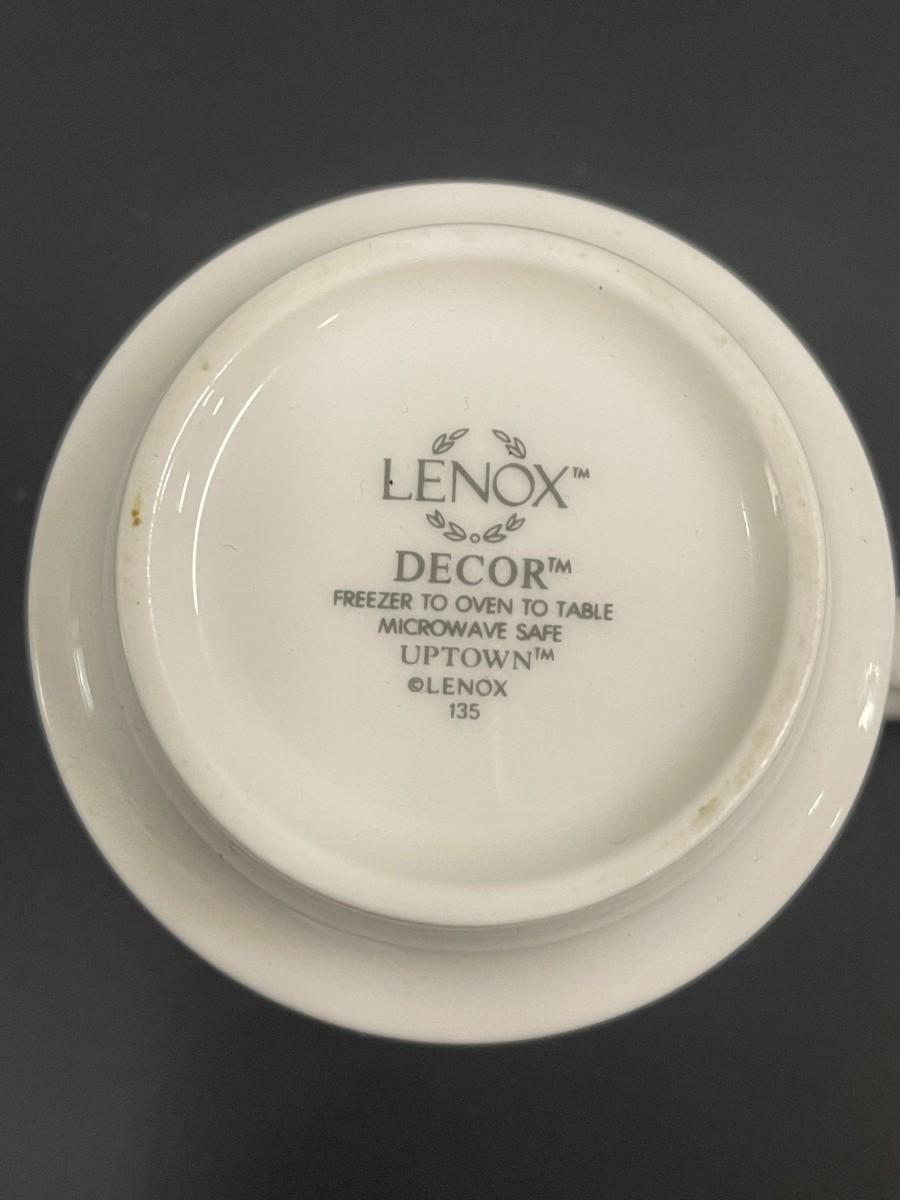 LENOX™
DECOR™
FREEZER TO OVEN TO TABLE
MICROWAVE SAFE
UPTOWN™
©LENOX
135